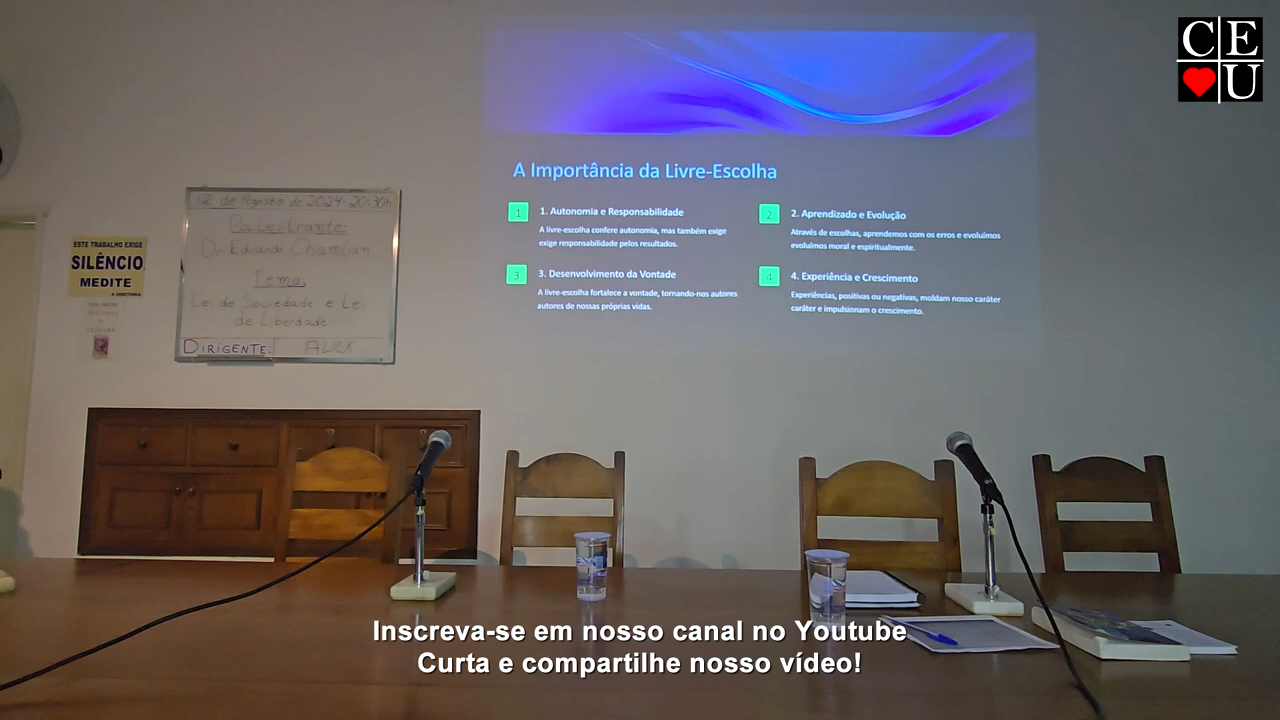 C E
U
12 de Agosto de 2024-20:30h
Palestrante:
Dr. Eduardo
Tema:
Lei de Sociedade e Lei
de Liberdade
DIRIGENTE: ALEX
ESTE TRABALHO EXIGE
SILÊNCIO
MEDITE
A DIRETORIA
A Importância da Livre-Escolha
1
1. Autonomia e Responsabilidade
A livre-escolha confere autonomia, mas também exige
exige responsabilidade pelos resultados.
2
2. Aprendizado e Evolução
Através de escolhas, aprendemos com os erros e evoluímos
evoluímos moral e espiritualmente.
3
3. Desenvolvimento da Vontade
A livre-escolha fortalece a vontade, tornando-nos autores
autores de nossas próprias vidas.
4
4. Experiência e Crescimento
Experiências, positivas ou negativas, moldam nosso caráter
caráter e impulsionam o crescimento.
Inscreva-se em nosso canal no Youtube
Curta e compartilhe nosso vídeo!